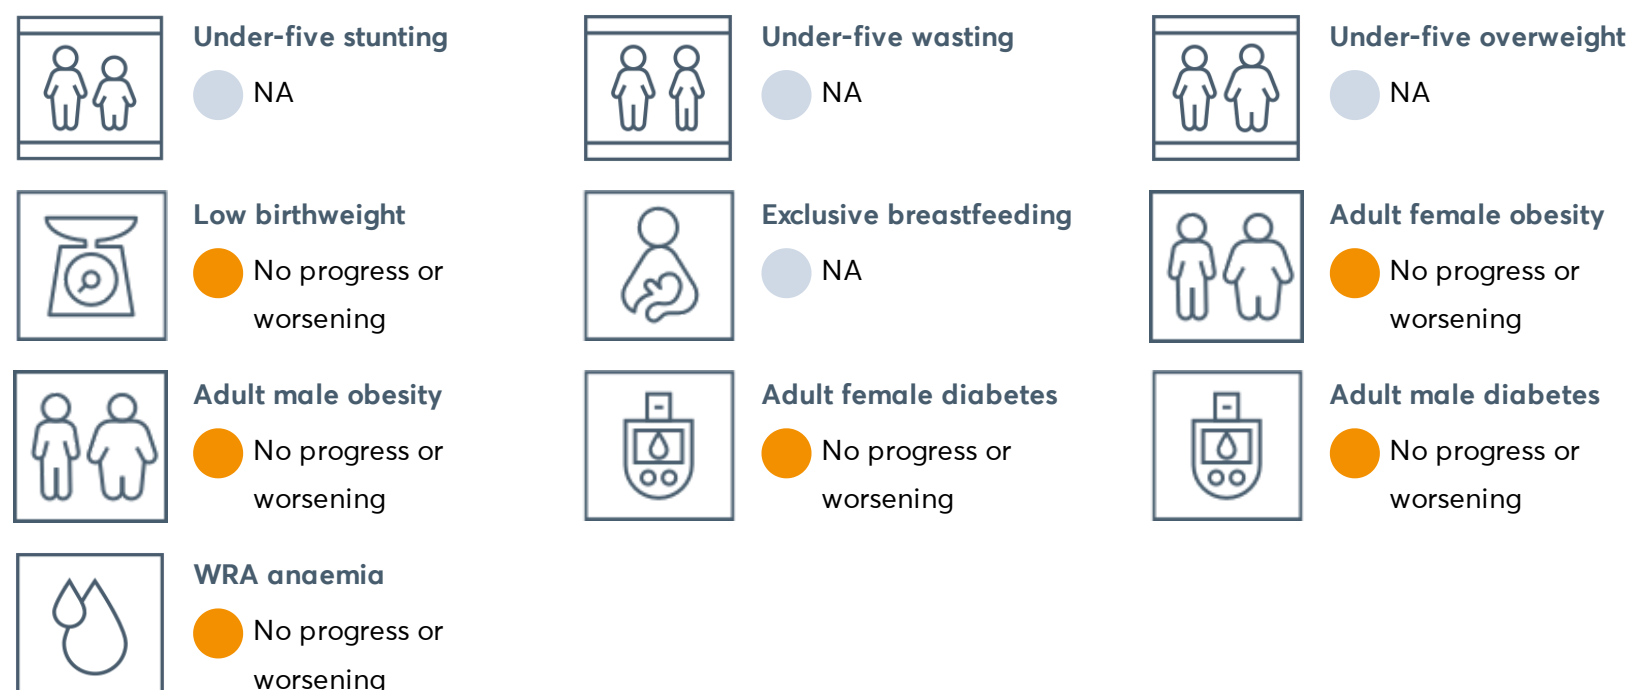 Under-five stunting
NA
Under-five wasting
NA
Under-five overweight
NA
Low birthweight
No progress or
worsening
Exclusive breastfeeding
NA
Adult female obesity
No progress or
worsening
Adult male obesity
No progress or
worsening
Adult female diabetes
No progress or
worsening
Adult male diabetes
No progress or
worsening
WRA anaemia
No progress or
worsening